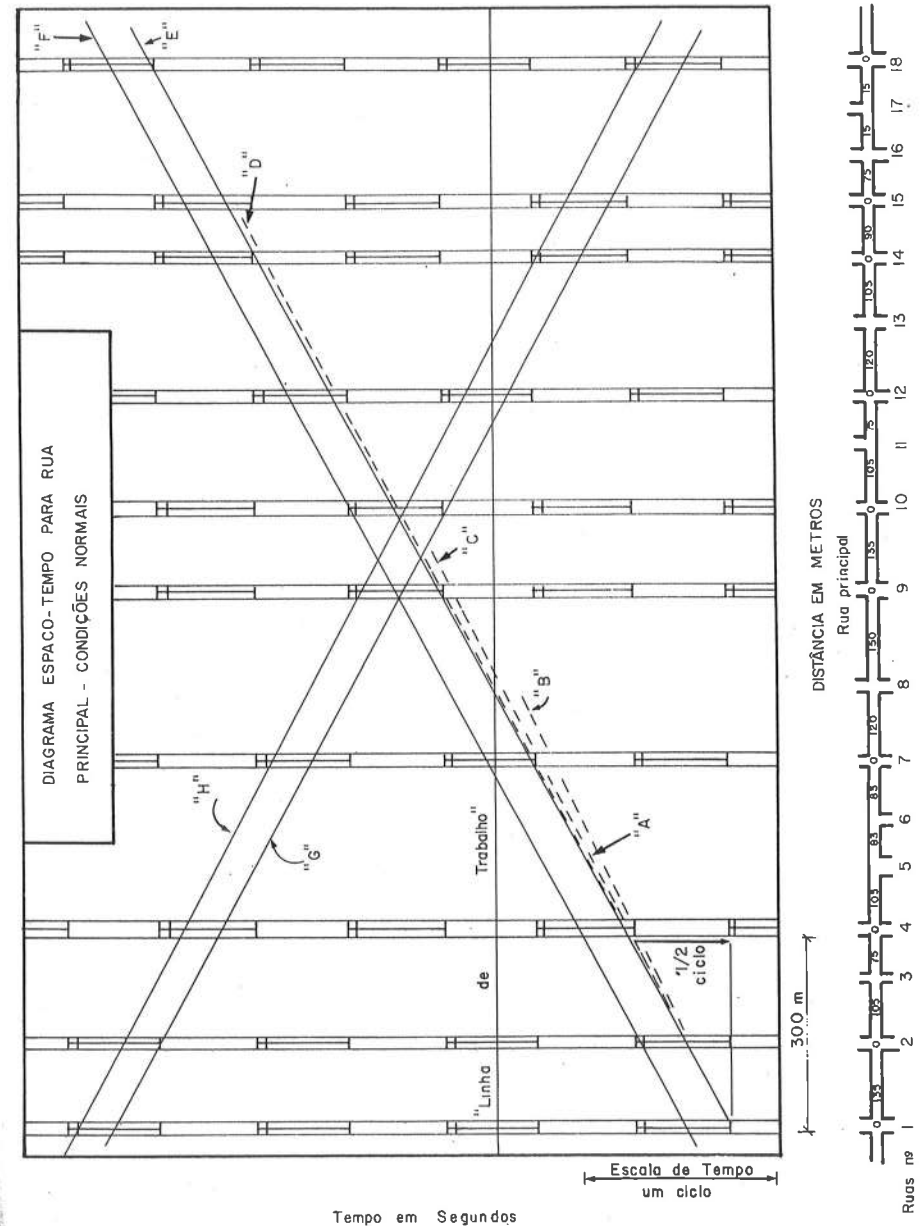 DIAGRAMA ESPACO-TEMPO PARA RUA
PRINCIPAL - CONDIÇÕES NORMAIS
"F"
"E"
"D"
"C"
"B"
"A"
"H"
"G"
"Linha de Trabalho"
1/2
ciclo
300 m
Escala de Tempo
um ciclo
Tempo em Segundos
DISTÂNCIA EM METROS
Rua principal
135 105 75 105 83 83 120 150 135 105 75 120 105 90 75 15 15
Ruas nº 1 2 3 4 5 6 7 8 9 10 11 12 13 14 15 16 17 18